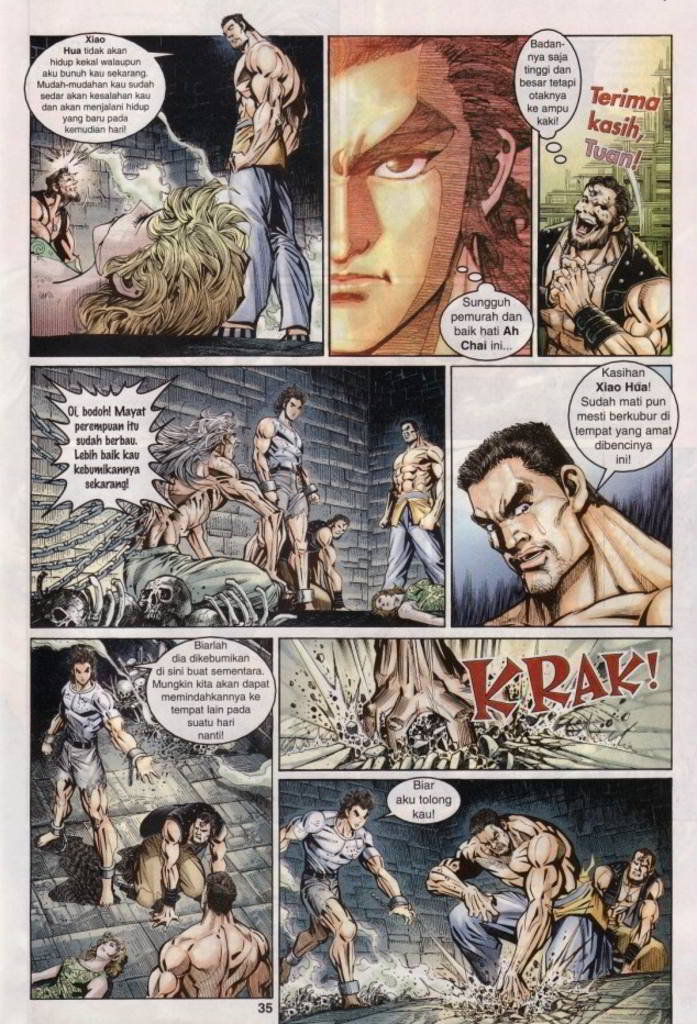 Xiao
Hua tidak akan
hidup kekal walaupun
aku bunuh kau sekarang.
Mudah-mudahan kau sudah
sedar akan kesalahan kau
dan akan menjalani hidup
yang baru pada
kemudian hari!
Sungguh
pemurah dan
baik hati Ah
Chai ini...
Badan-
nya saja
tinggi dan
besar tetapi
otaknya
ke ampu
kaki!
Terima
kasih,
Tuan!
OI, bodoh! Mayat
perempuan itu
sudah berbau.
Lebih baik kau
kebumikannya
sekarang!
Kasihan
Xiao Hua!
Sudah mati pun
mesti berkubur di
tempat yang amat
dibencinya
ini!
Biarlah
dia dikebumikan
di sini buat sementara.
Mungkin kita akan dapat
memindahkannya ke
tempat lain pada
suatu hari
nanti!
KRAK!
Biar
aku tolong
kau!
35